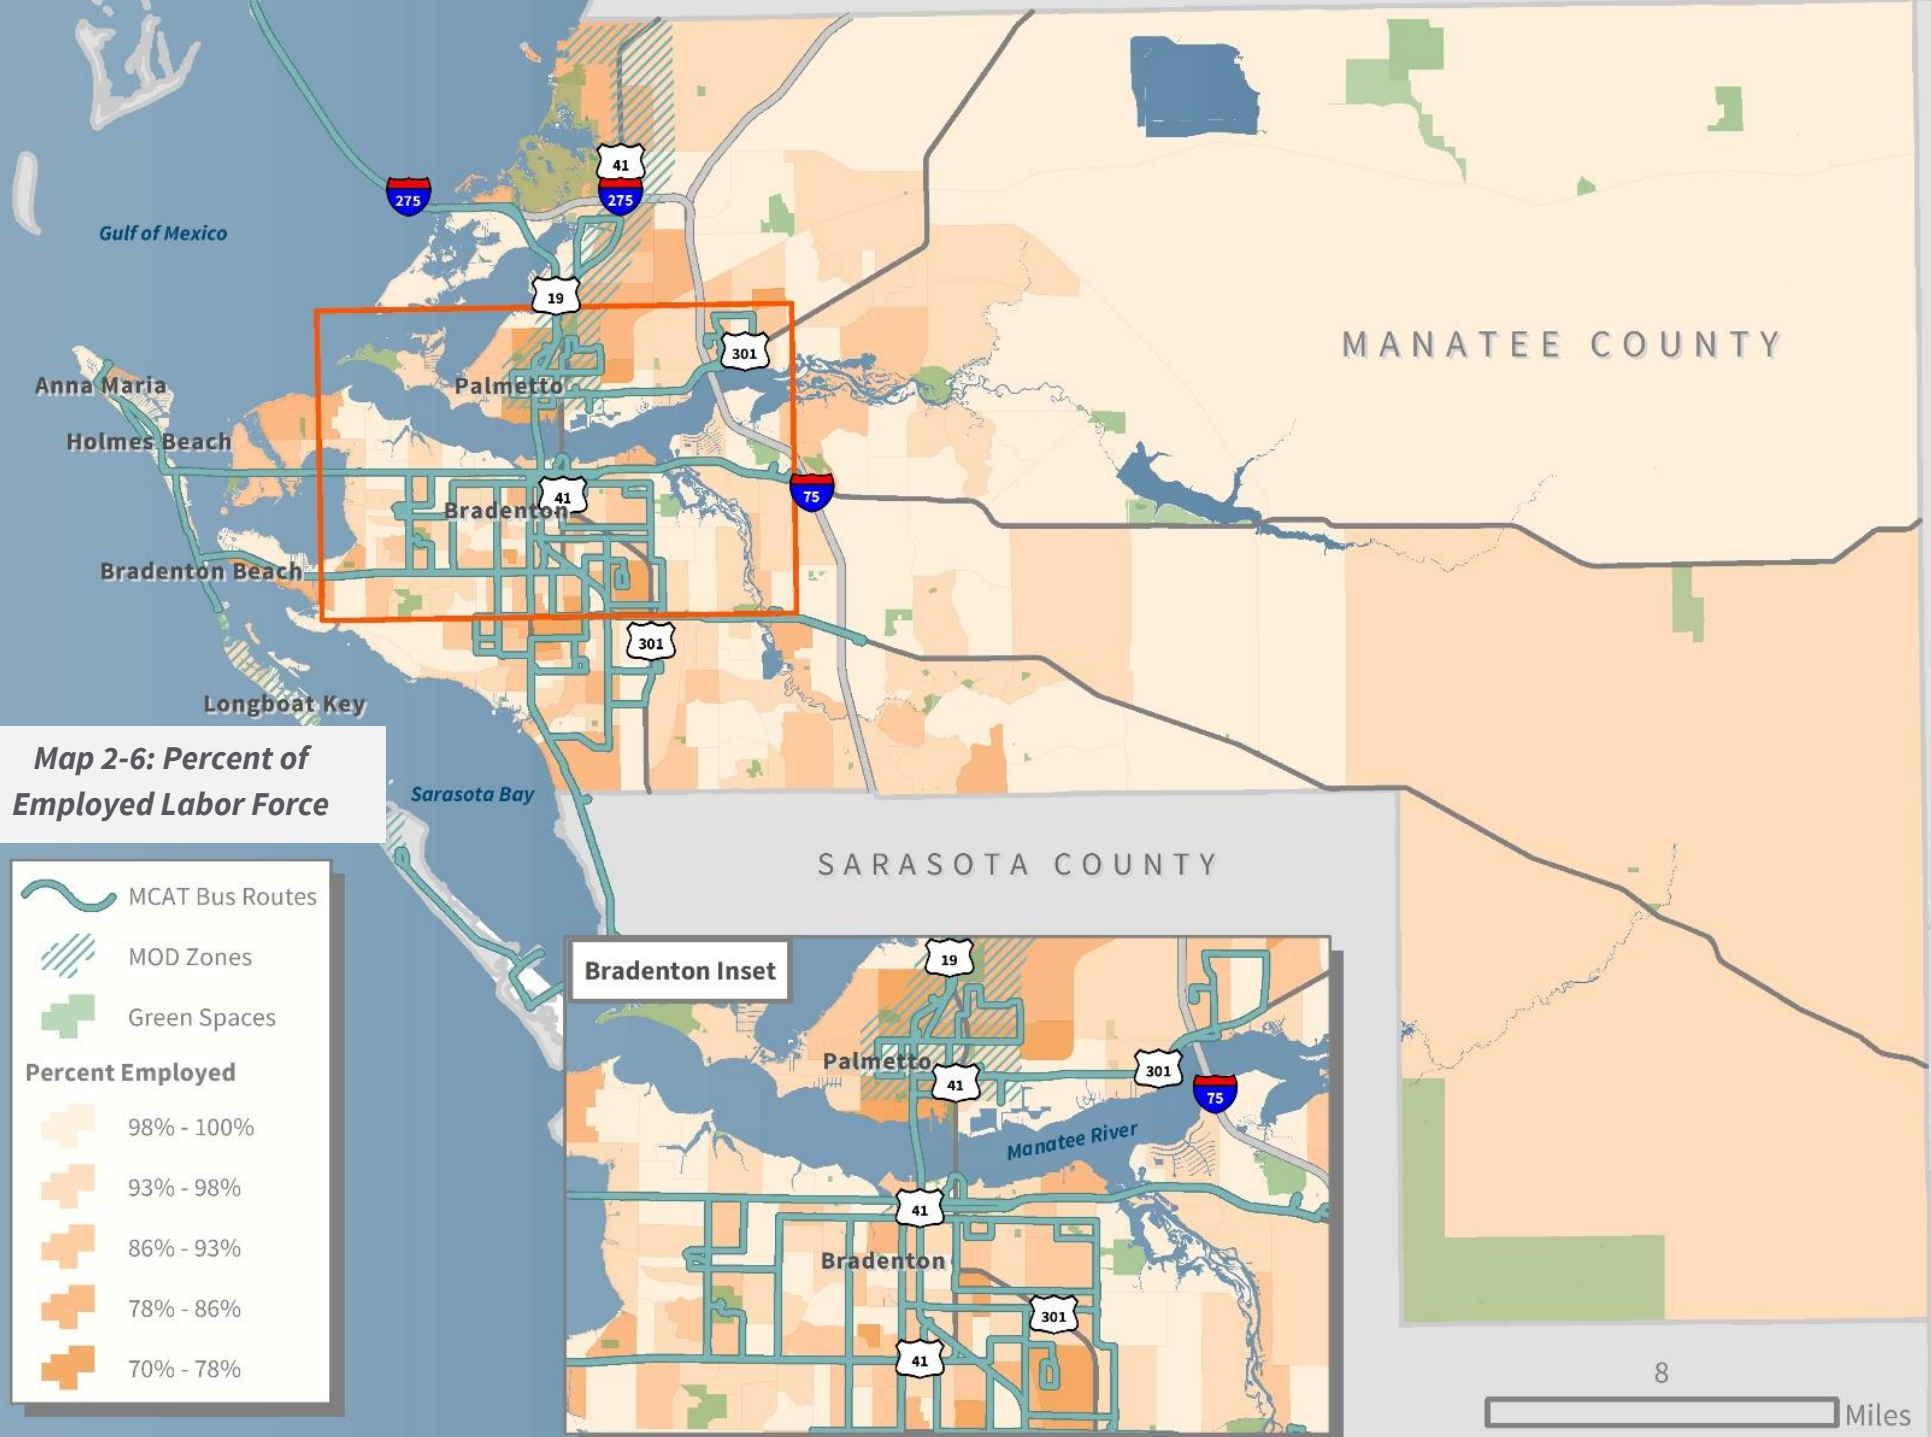 41
275
275
Gulf of Mexico
19
301
MANATEE COUNTY
Anna Maria
Palmetto
Holmes Beach
41
75
Bradenton
Bradenton Beach
301
Longboat Key
Map 2-6: Percent of
Employed Labor Force
Sarasota Bay
SARASOTA COUNTY
MCAT Bus Routes
MOD Zones
Green Spaces
Percent Employed
98% - 100%
93% - 98%
86% - 93%
78% - 86%
70% - 78%
Bradenton Inset
19
Palmetto
41
301
75
Manatee River
41
Bradenton
301
41
8
Miles